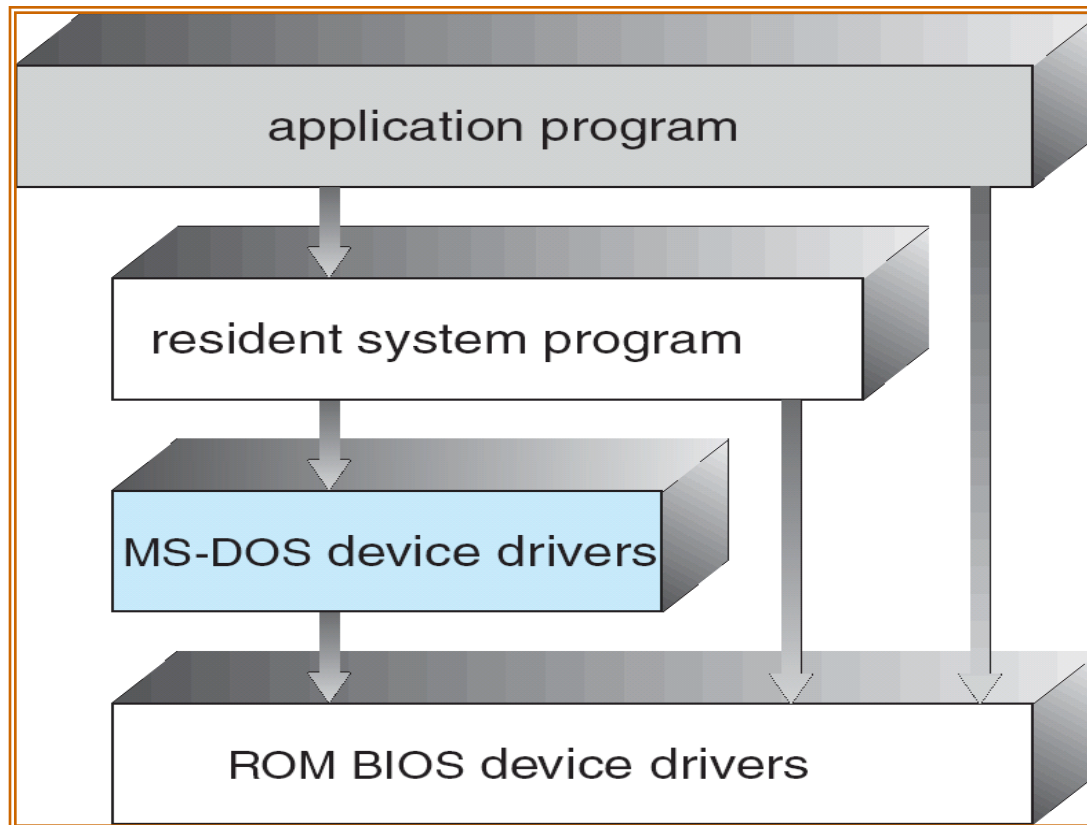 application program
resident system program
MS-DOS device drivers
ROM BIOS device drivers